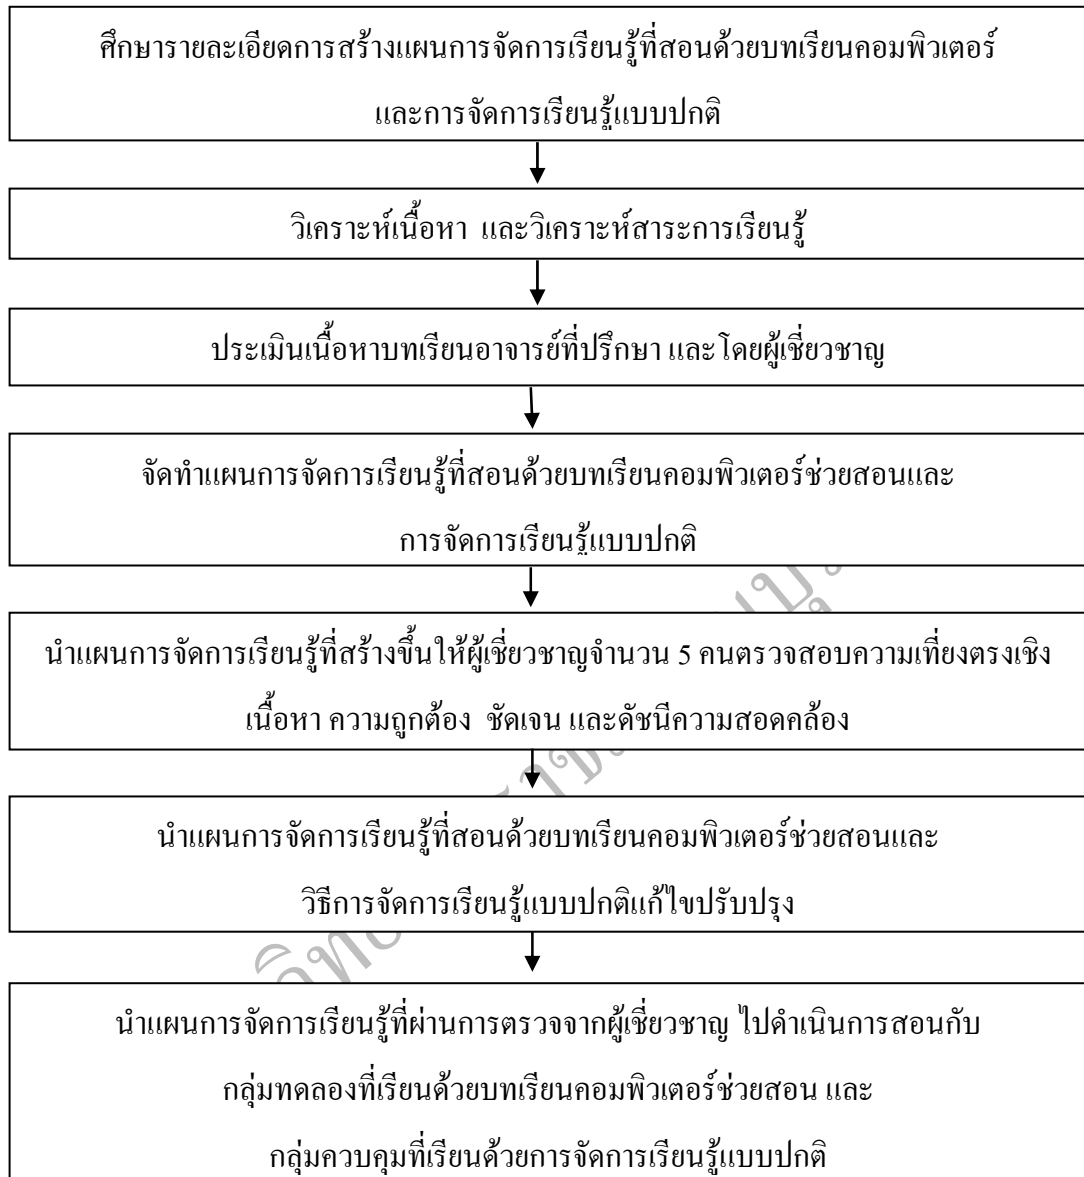 ศึกษารายละเอียดการสร้างแผนการจัดการเรียนรู้ที่สอนด้วยบทเรียนคอมพิวเตอร์
และการจัดการเรียนรู้แบบปกติ
วิเคราะห์เนื้อหา และวิเคราะห์สาระการเรียนรู้
ประเมินเนื้อหาบทเรียนอาจารย์ที่ปรึกษา และโดยผู้เชี่ยวชาญ
จัดทำแผนการจัดการเรียนรู้ที่สอนด้วยบทเรียนคอมพิวเตอร์ช่วยสอนและ
การจัดการเรียนรู้แบบปกติ
นำแผนการจัดการเรียนรู้ที่สร้างขึ้นให้ผู้เชี่ยวชาญจำนวน 5 คนตรวจสอบความเที่ยงตรงเชิง
เนื้อหา ความถูกต้อง ชัดเจน และดัชนีความสอดคล้อง
นำแผนการจัดการเรียนรู้ที่สอนด้วยบทเรียนคอมพิวเตอร์ช่วยสอนและ
วิธีการจัดการเรียนรู้แบบปกติแก้ไขปรับปรุง
นำแผนการจัดการเรียนรู้ที่ผ่านการตรวจจากผู้เชี่ยวชาญ ไปดำเนินการสอนกับ
กลุ่มทดลองที่เรียนด้วยบทเรียนคอมพิวเตอร์ช่วยสอน และ
กลุ่มควบคุมที่เรียนด้วยการจัดการเรียนรู้แบบปกติ